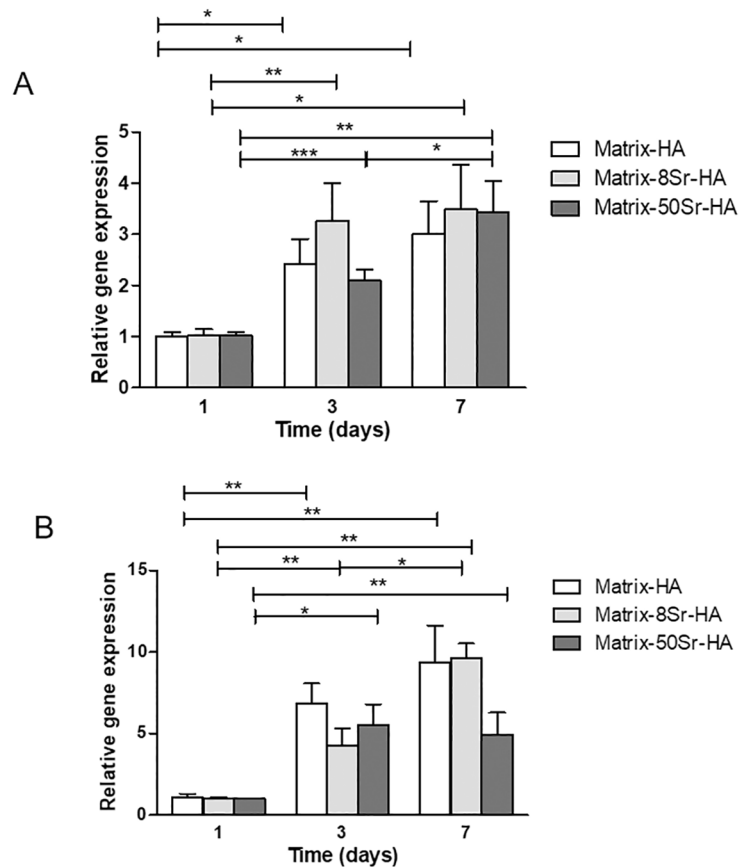 *
*
**
*
**
***
*
A
5
4
3
2
1
0
Relative gene expression
1
3
7
Time (days)
Matrix-HA
Matrix-8Sr-HA
Matrix-50Sr-HA
**
**
**
**
*
**
*
B
15
10
5
0
Relative gene expression
1
3
7
Time (days)
Matrix-HA
Matrix-8Sr-HA
Matrix-50Sr-HA